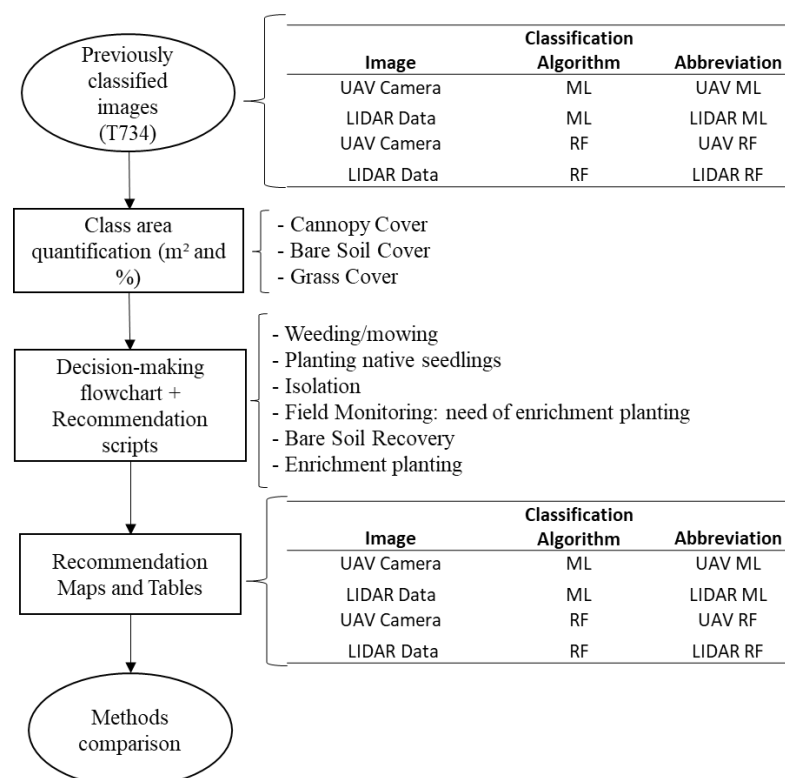 Previously
classified
images
(T734)
Classification
Image Algorithm Abbreviation
UAV Camera ML UAV ML
LIDAR Data ML LIDAR ML
UAV Camera RF UAV RF
LIDAR Data RF LIDAR RF
Class area
quantification (m² and
%)
- Cannopy Cover
- Bare Soil Cover
- Grass Cover
Decision-making
flowchart +
Recommendation
scripts
- Weeding/mowing
- Planting native seedlings
- Isolation
- Field Monitoring: need of enrichment planting
- Bare Soil Recovery
- Enrichment planting
Recommendation
Maps and Tables
Classification
Image Algorithm Abbreviation
UAV Camera ML UAV ML
LIDAR Data ML LIDAR ML
UAV Camera RF UAV RF
LIDAR Data RF LIDAR RF
Methods
comparison